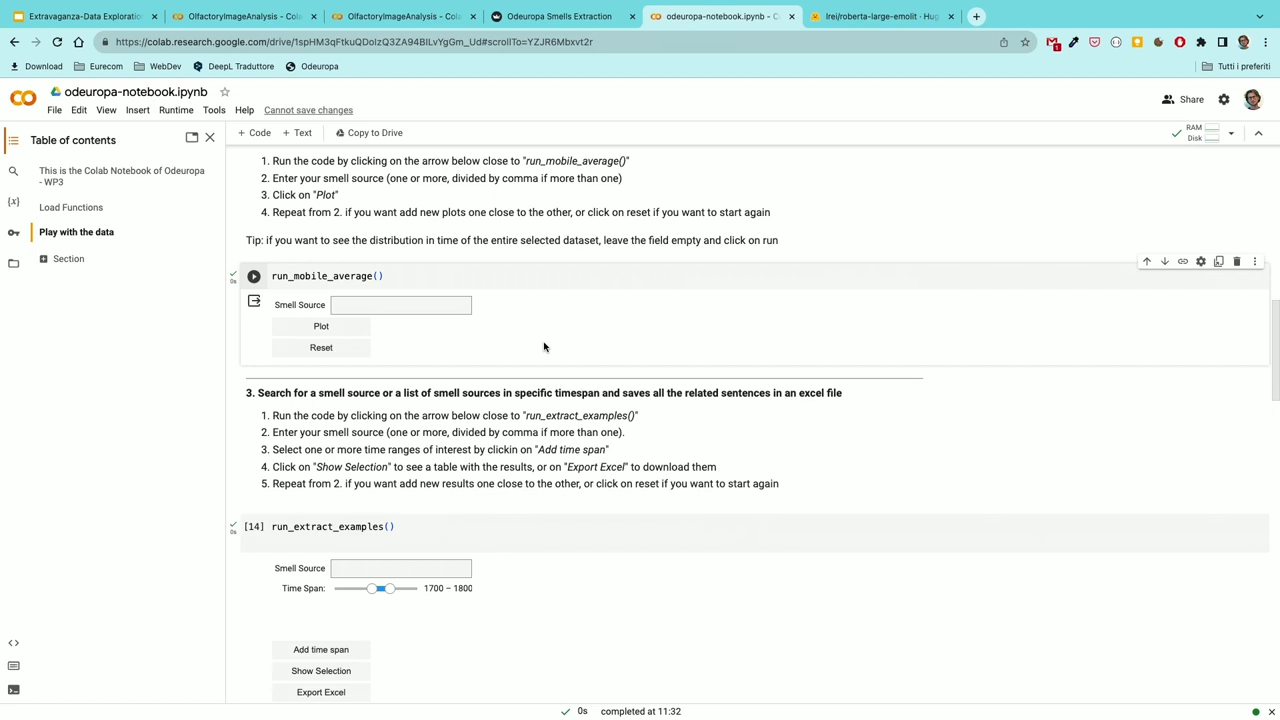 Extravaganza-Data Exploratio
OlfactoryImageAnalysis - Cola
OlfactoryImageAnalysis - Cola
Odeuropa Smells Extraction
odeuropa-notebook.ipynb - C
Irei/roberta-large-emolit · Hug
https://colab.research.google.com/drive/1spHM3qFtkuQDoIzQ3ZA94BILvYgGm_Ud#scrollTo=YZJR6Mbxvt2r
Download
Eurecom
WebDev
DeepL Traduttore
Odeuropa
Tutti i preferiti
odeuropa-notebook.ipynb
File Edit View Insert Runtime Tools Help Cannot save changes
Share
Table of contents
+ Code + Text Copy to Drive
RAM
Disk
This is the Colab Notebook of Odeuropa
- WP3
Load Functions
Play with the data
Section
1. Run the code by clicking on the arrow below close to "run_mobile_average()"
2. Enter your smell source (one or more, divided by comma if more than one)
3. Click on "Plot"
4. Repeat from 2. if you want add new plots one close to the other, or click on reset if you want to start again
Tip: if you want to see the distribution in time of the entire selected dataset, leave the field empty and click on run
0s
run_mobile_average()
Smell Source
Plot
Reset
3. Search for a smell source or a list of smell sources in specific timespan and saves all the related sentences in an excel file
1. Run the code by clicking on the arrow below close to "run_extract_examples()"
2. Enter your smell source (one or more, divided by comma if more than one).
3. Select one or more time ranges of interest by clickin on "Add time span"
4. Click on "Show Selection" to see a table with the results, or on "Export Excel" to download them
5. Repeat from 2. if you want add new results one close to the other, or click on reset if you want to start again
0s
[14] run_extract_examples()
Smell Source
Time Span: 1700 – 1800
Add time span
Show Selection
Export Excel
0s completed at 11:32